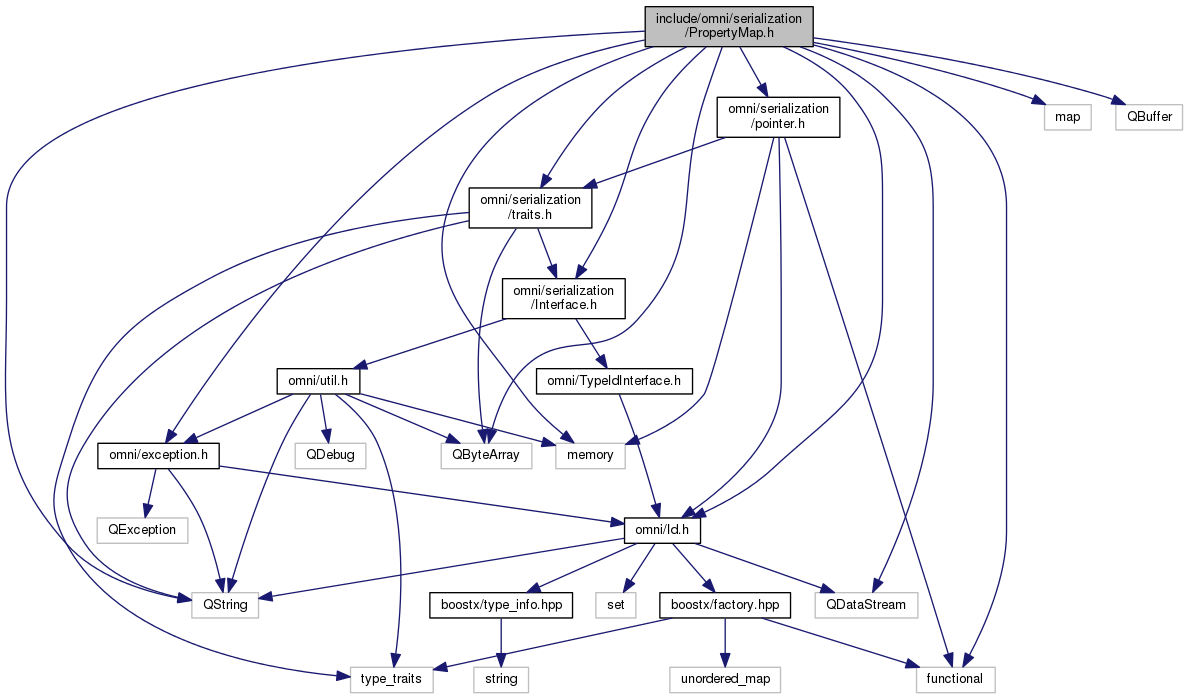 include/omni/serialization
/PropertyMap.h
omni/serialization
/pointer.h
map
QBuffer
omni/serialization
/traits.h
omni/serialization
/Interface.h
omni/util.h
omni/TypeIdInterface.h
omni/exception.h
QDebug
QByteArray
memory
QException
omni/Id.h
QString
boostx/type_info.hpp
set
boostx/factory.hpp
QDataStream
type_traits
string
unordered_map
functional